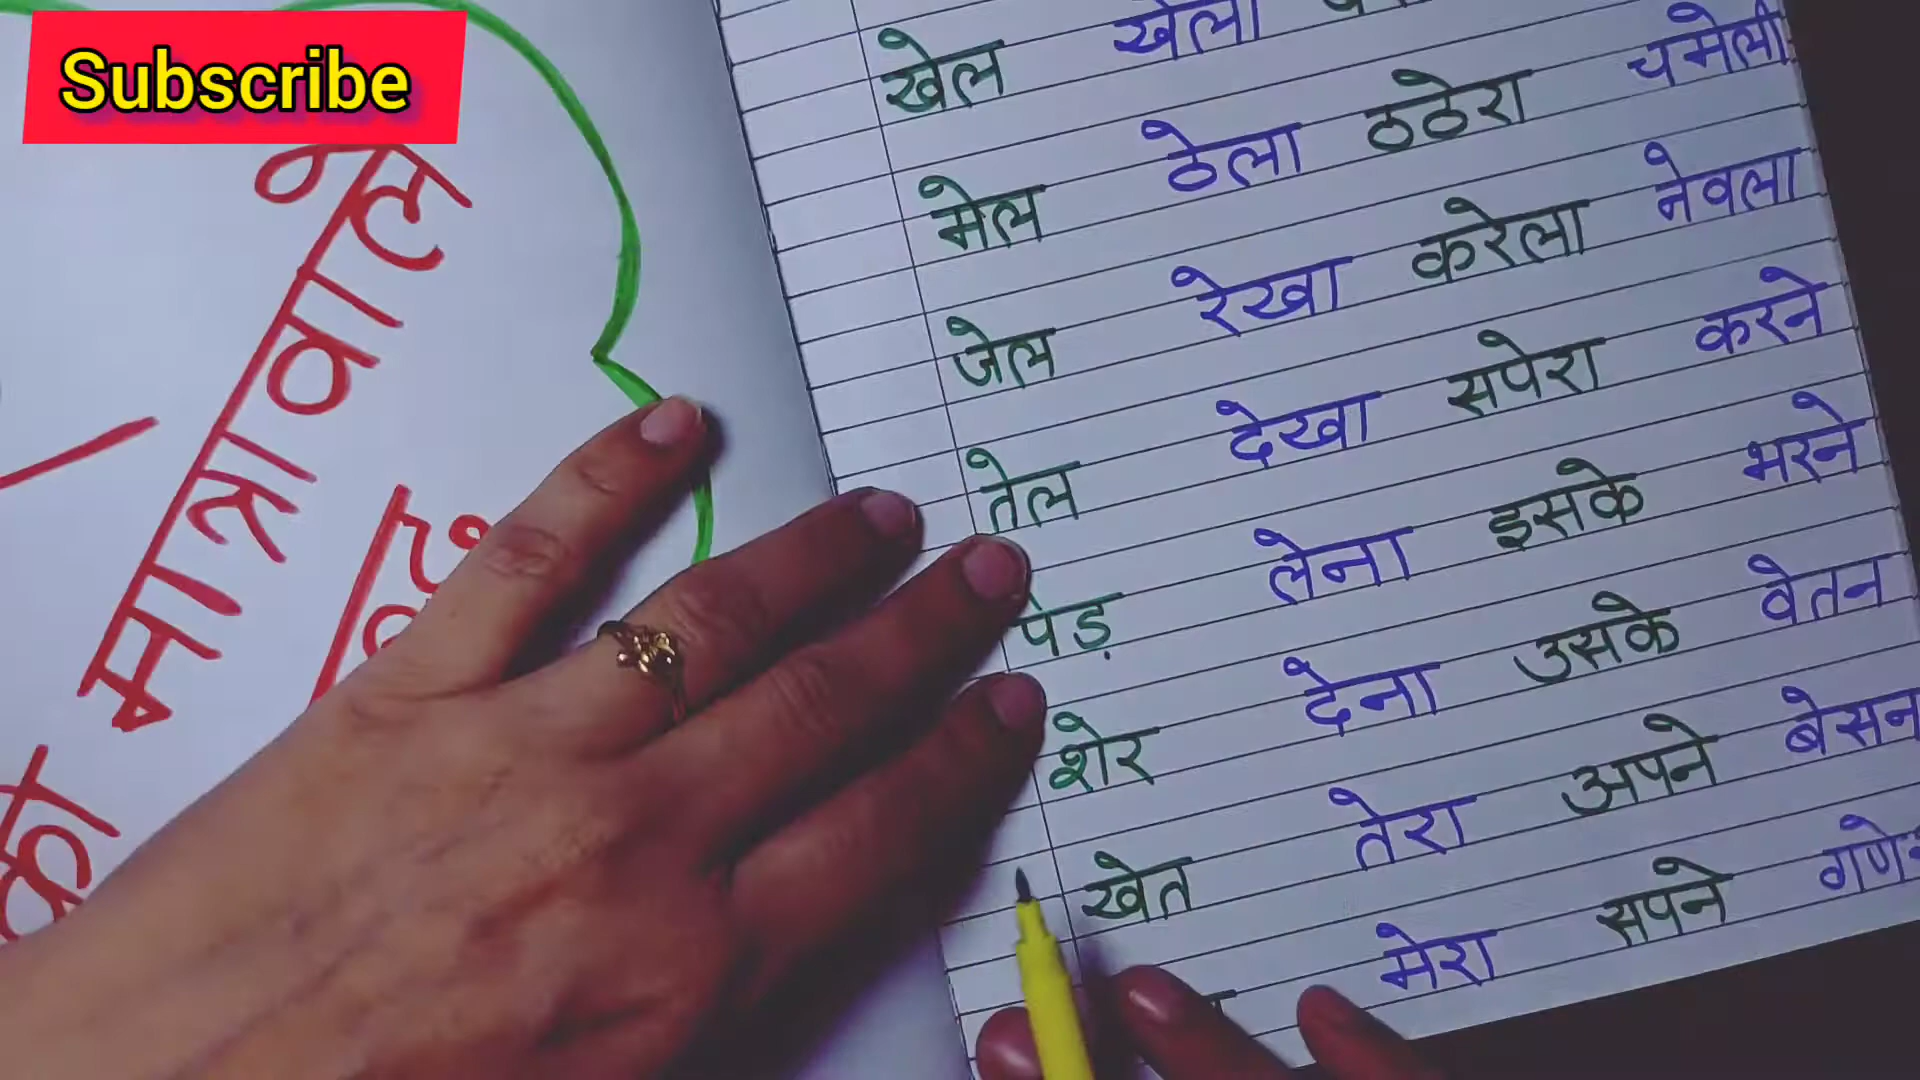 Subscribe
का मात्रा वाले
खेल खेला
मेल ठेला ठठेरा चमेली
जेल रेखा करेला नेवला
तेल देखा सपेरा करने
पेड़ लेना इसके भरने
शेर देना उसके वेतन
खेत तेरा अपने बेसन
मेरा सपने